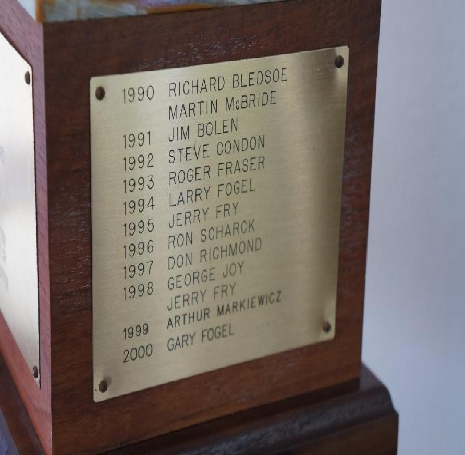 1990 RICHARD BLEDSOE
MARTIN McBRIDE
1991 JIM BOLEN
1992 STEVE CONDON
1993 ROGER FRASER
1994 LARRY FOGEL
1995 JERRY FRY
1996 RON SCHARCK
1997 DON RICHMOND
1998 GEORGE JOY
JERRY FRY
1999 ARTHUR MARKIEWICZ
2000 GARY FOGEL